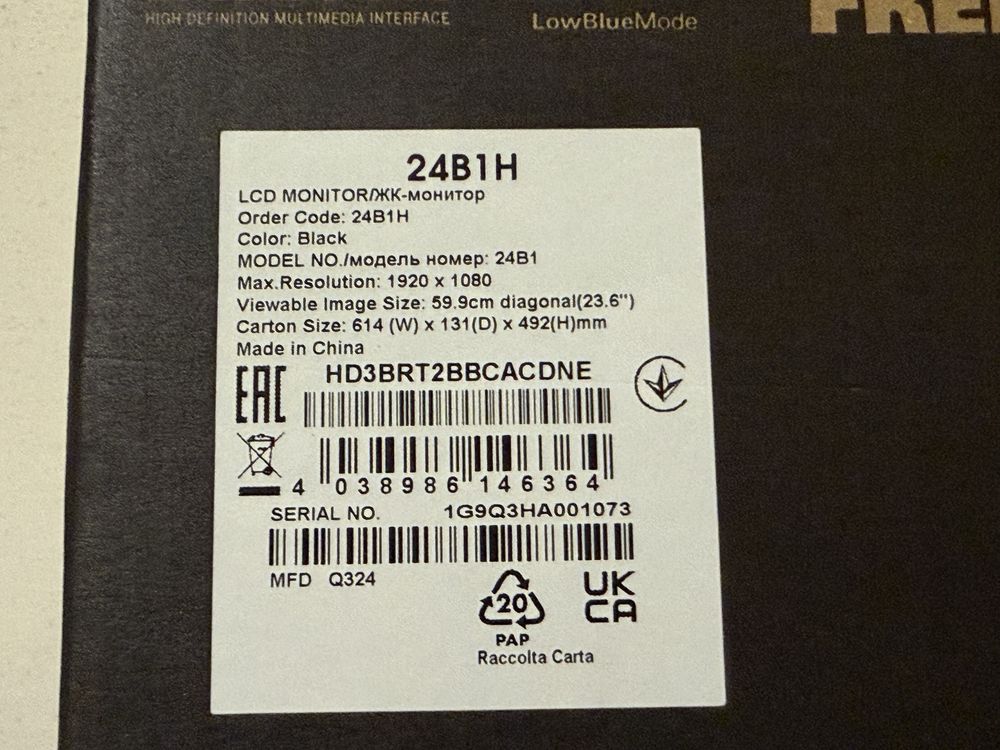 HIGH DEFINITION MULTIMEDIA INTERFACE
LowBlueMode
24B1H
LCD MONITOR/ЖК-монитор
Order Code: 24B1H
Color: Black
MODEL NO./модель номер: 24B1
Max.Resolution: 1920 x 1080
Viewable Image Size: 59.9cm diagonal(23.6")
Carton Size: 614 (W) x 131(D) x 492(H)mm
Made in China
HD3BRT2BBCACDNE
EAC
4 038986 146364
SERIAL NO. 1G9Q3HA001073
MFD Q324
20
PAP
Raccolta Carta
UK
CA